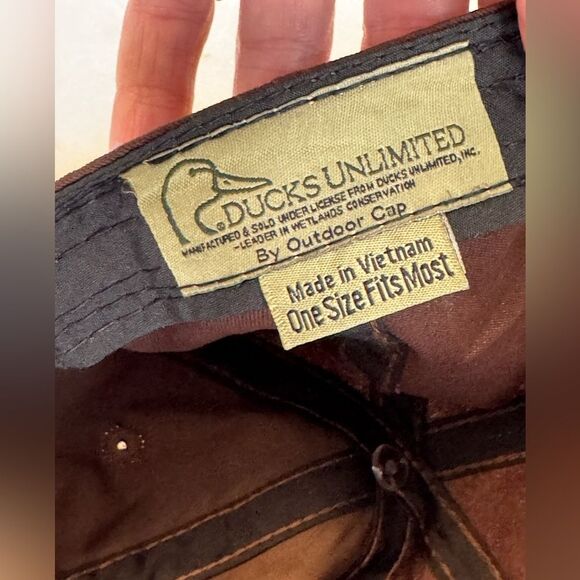 ®DUCKS UNLIMITED
MANUFACTURED & SOLD UNDER LICENSE FROM DUCKS UNLIMITED, INC.
-LEADER IN WETLANDS CONSERVATION
By Outdoor Cap
Made in Vietnam
One Size Fits Most